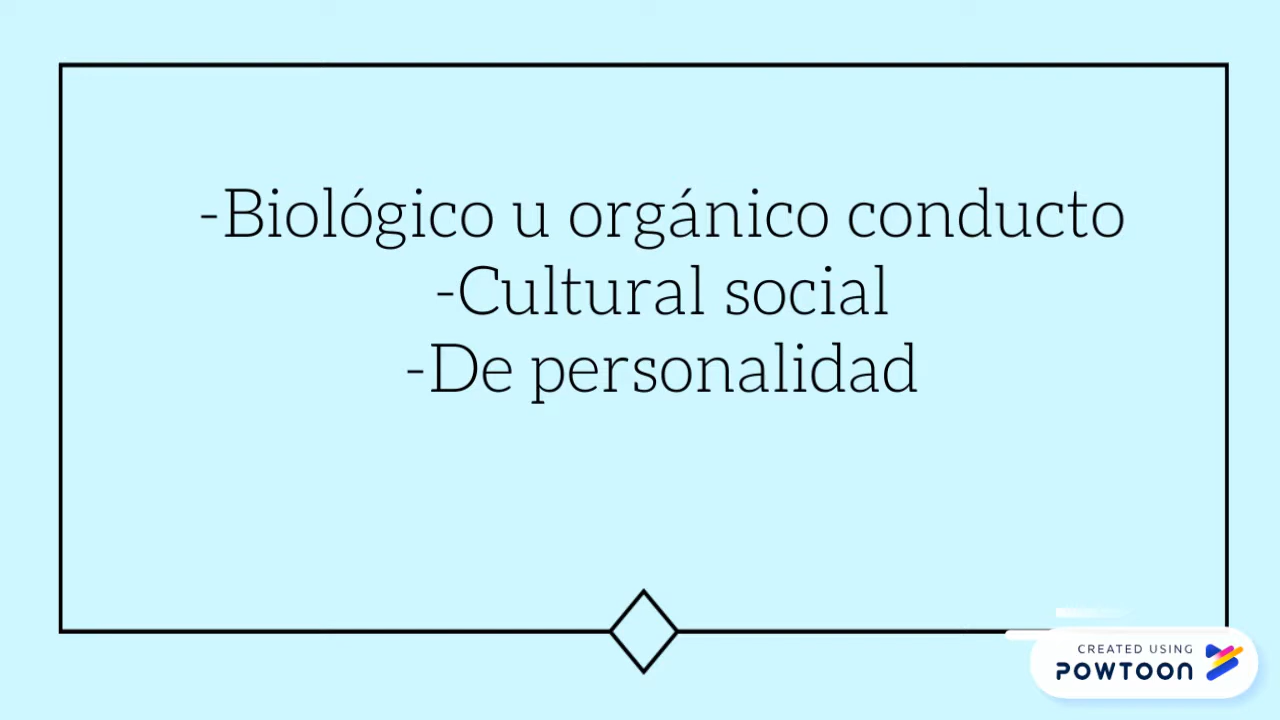 -Biológico u orgánico conducto
-Cultural social
-De personalidad
CREATED USING
POWTOON